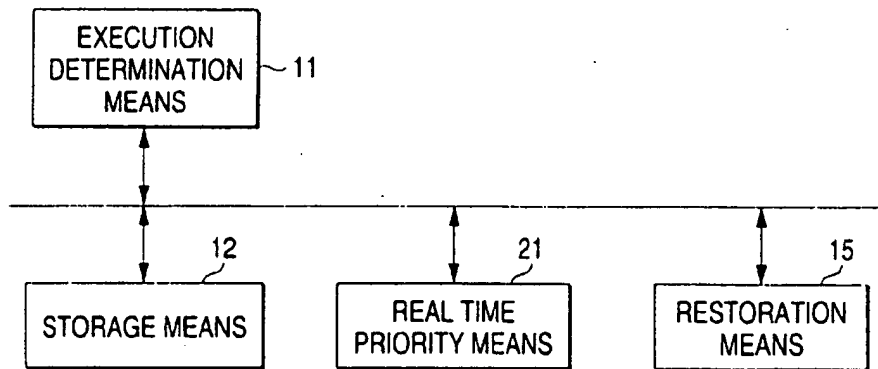 EXECUTION
DETERMINATION
MEANS
11
12
STORAGE MEANS
21
REAL TIME
PRIORITY MEANS
15
RESTORATION
MEANS